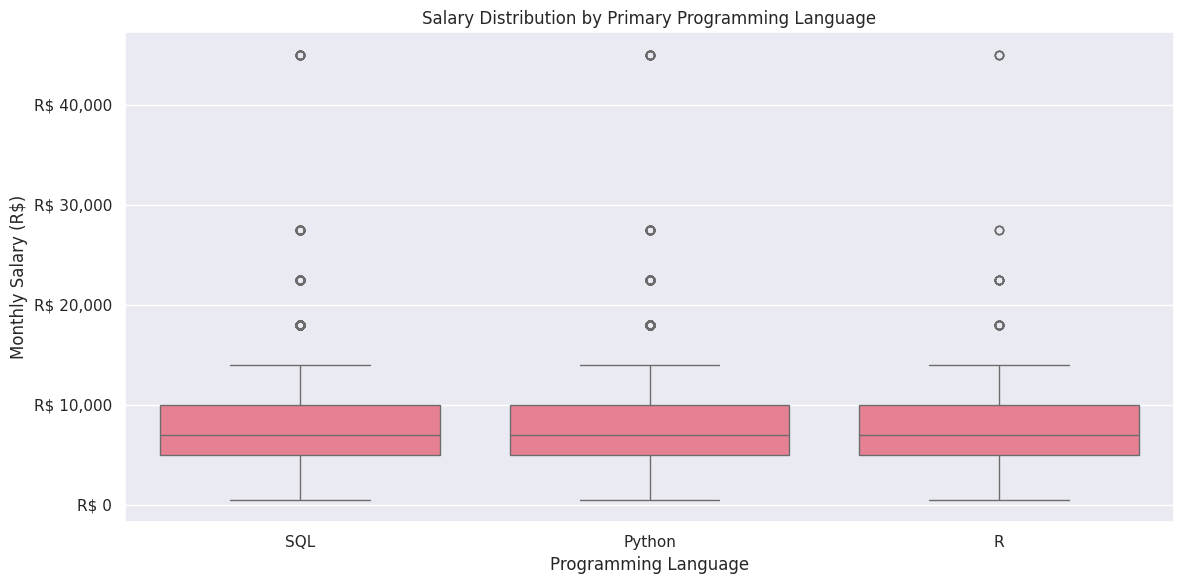 Salary Distribution by Primary Programming Language
Monthly Salary (R$)
R$ 40,000
R$ 30,000
R$ 20,000
R$ 10,000
R$ 0
SQL
Python
R
Programming Language